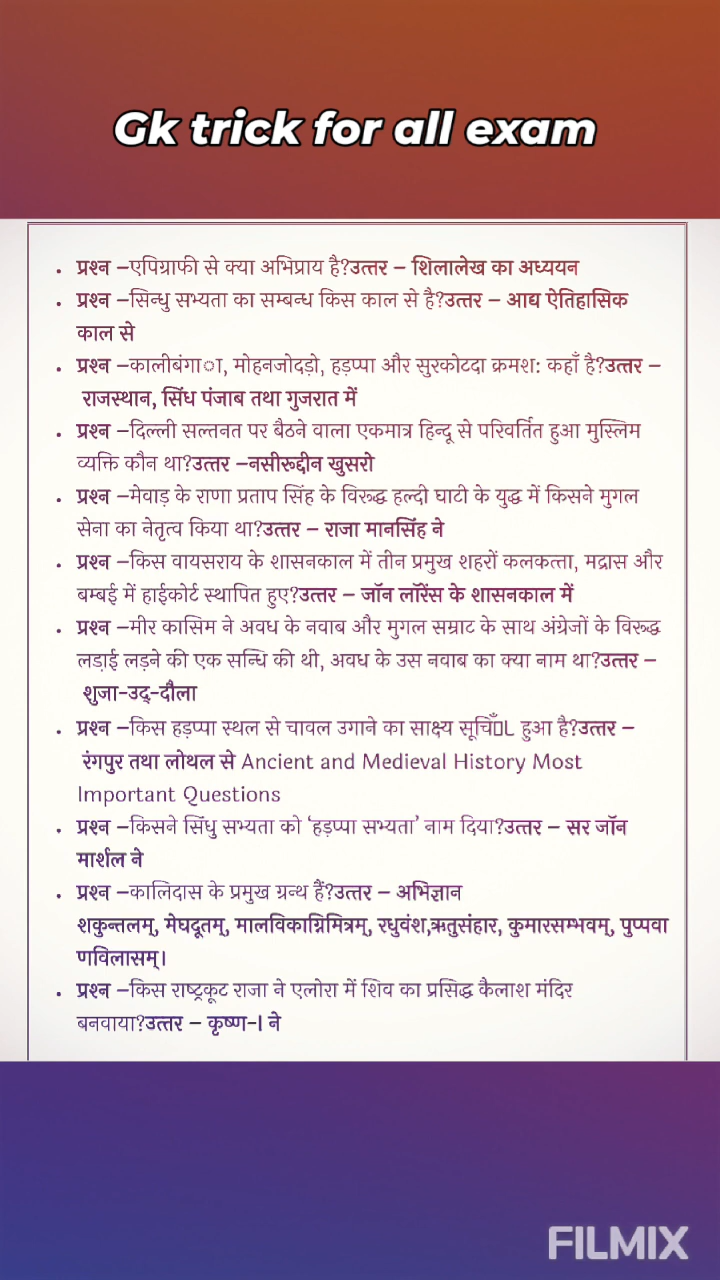 Gk trick for all exam
• प्रश्न –एपिग्राफी से क्या अभिप्राय है?उत्तर – शिलालेख का अध्ययन
• प्रश्न –सिन्धु सभ्यता का सम्बन्ध किस काल से है?उत्तर – आद्य ऐतिहासिक
काल से
• प्रश्न –कालीबंगाा, मोहनजोदड़ो, हड़प्पा और सुरकोटदा क्रमश: कहाँ है?उत्तर –
राजस्थान, सिंध पंजाब तथा गुजरात में
• प्रश्न –दिल्ली सल्तनत पर बैठने वाला एकमात्र हिन्दू से परिवर्तित हुआ मुस्लिम
व्यक्ति कौन था?उत्तर –नसीरूद्दीन खुसरो
• प्रश्न –मेवाड़ के राणा प्रताप सिंह के विरूद्ध हल्दी घाटी के युद्ध में किसने मुगल
सेना का नेतृत्व किया था?उत्तर – राजा मानसिंह ने
• प्रश्न –किस वायसराय के शासनकाल में तीन प्रमुख शहरों कलकत्ता, मद्रास और
बम्बई में हाईकोर्ट स्थापित हुए?उत्तर – जॉन लॉरेंस के शासनकाल में
• प्रश्न –मीर कासिम ने अवध के नवाब और मुगल सम्राट के साथ अंग्रेजों के विरूद्ध
लड़ाई लड़ने की एक सन्धि की थी, अवध के उस नवाब का क्या नाम था?उत्तर –
शुजा-उद्-दौला
• प्रश्न –किस हड़प्पा स्थल से चावल उगाने का साक्ष्य हुआ है?उत्तर –
रंगपुर तथा लोथल से Ancient and Medieval History Most
Important Questions
• प्रश्न –किसने सिंधु सभ्यता को ‘हड़प्पा सभ्यता’ नाम दिया?उत्तर – सर जॉन
मार्शल ने
• प्रश्न –कालिदास के प्रमुख ग्रन्थ हैं?उत्तर – अभिज्ञान
शकुन्तलम्, मेघदूतम्, मालविकाग्निमित्रम्, रधुवंश,ऋतुसंहार, कुमारसम्भवम्, पुप्पवा
णविलासम्।
• प्रश्न –किस राष्ट्रकूट राजा ने एलोरा में शिव का प्रसिद्ध कैलाश मंदिर
बनवाया?उत्तर – कृष्ण-I ने
FILMIX